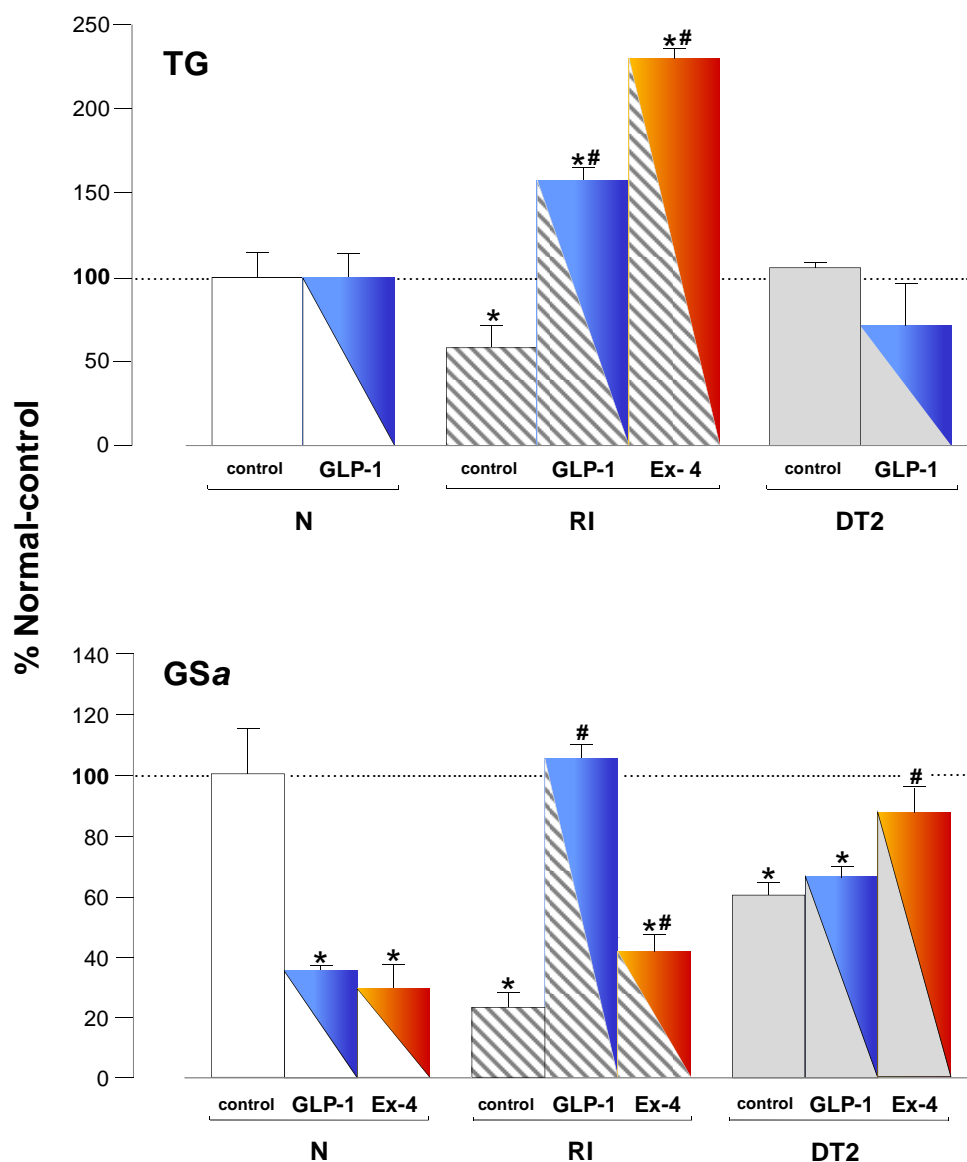 % Normal-control
TG
250
200
150
100
50
0
* *# *#
control GLP-1 control GLP-1 Ex- 4 control GLP-1
N RI DT2
GSa
140
120
100
80
60
40
20
0
* * * # *# * * #
control GLP-1 Ex-4 control GLP-1 Ex-4 control GLP-1 Ex-4
N RI DT2